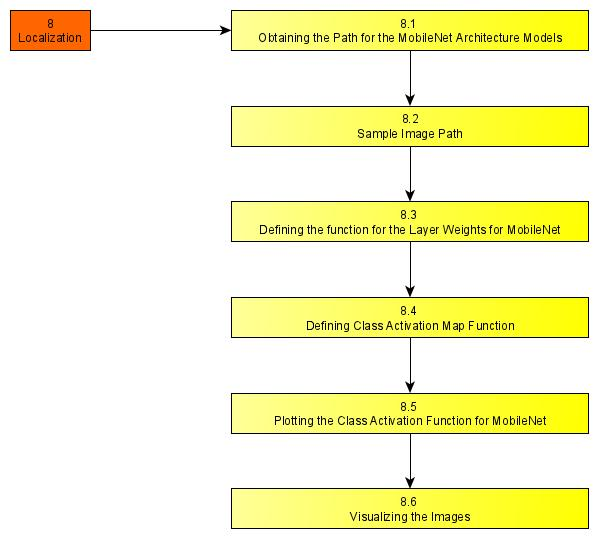 8
Localization
8.1
Obtaining the Path for the MobileNet Architecture Models
8.2
Sample Image Path
8.3
Defining the function for the Layer Weights for MobileNet
8.4
Defining Class Activation Map Function
8.5
Plotting the Class Activation Function for MobileNet
8.6
Visualizing the Images